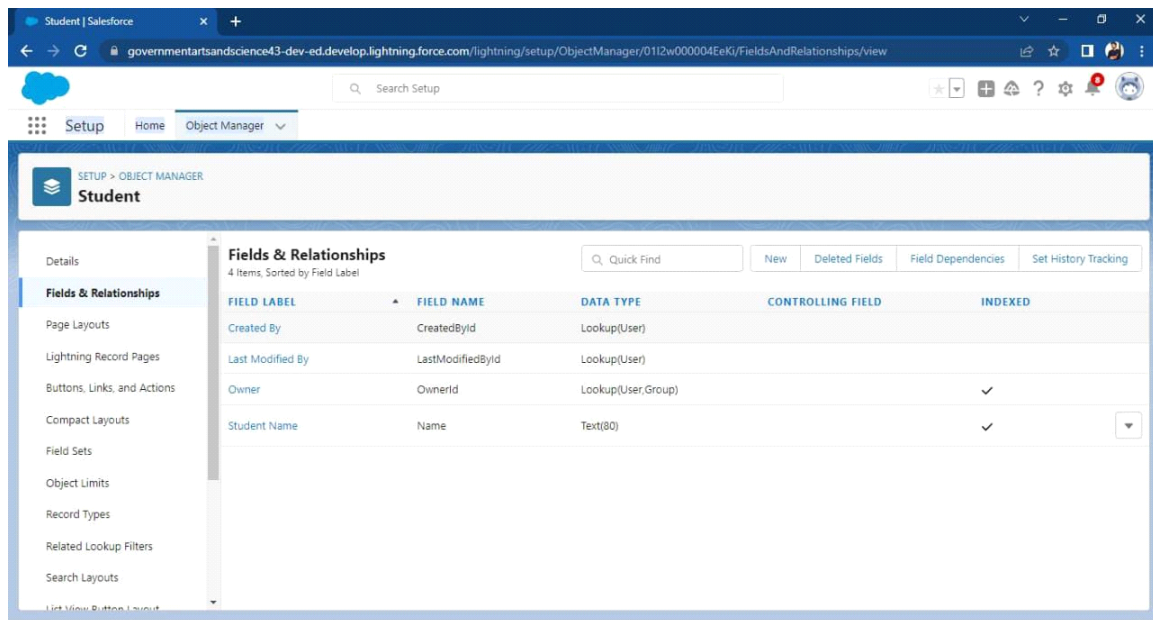 Student | Salesforce
governmentartsandscience43-dev-ed.develop.lightning.force.com/lightning/setup/ObjectManager/01I2w000004EeKi/FieldsAndRelationships/view
Search Setup
8
Setup Home Object Manager
SETUP > OBJECT MANAGER
Student
Details
Fields & Relationships
Page Layouts
Lightning Record Pages
Buttons, Links, and Actions
Compact Layouts
Field Sets
Object Limits
Record Types
Related Lookup Filters
Search Layouts
List View Button Layout
Fields & Relationships
4 Items, Sorted by Field Label
Quick Find
New Deleted Fields Field Dependencies Set History Tracking
FIELD LABEL FIELD NAME DATA TYPE CONTROLLING FIELD INDEXED
Created By CreatedById Lookup(User)
Last Modified By LastModifiedById Lookup(User)
Owner OwnerId Lookup(User,Group)
Student Name Name Text(80)